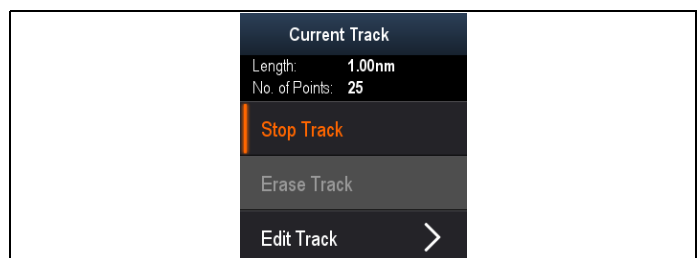 Current Track
Length: 1.00nm
No. of Points: 25
Stop Track
Erase Track
Edit Track